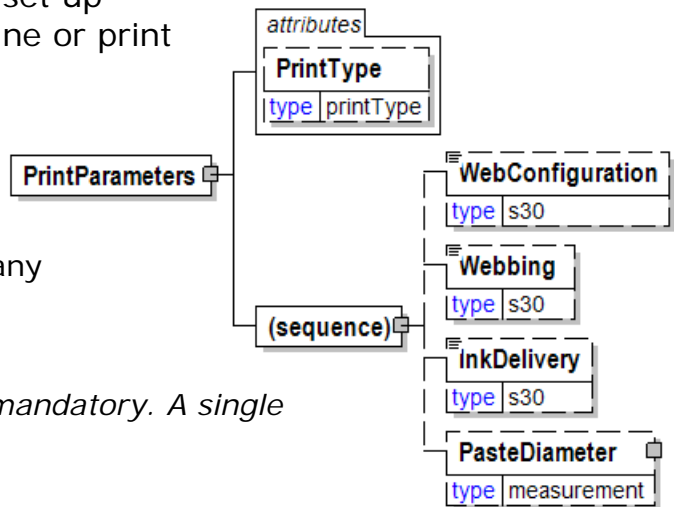 set up
ne or print
attributes
PrintType
type printType
PrintParameters
WebConfiguration
type s30
any
Webbing
type s30
(sequence)
InkDelivery
type s30
mandatory. A single
PasteDiameter
type measurement